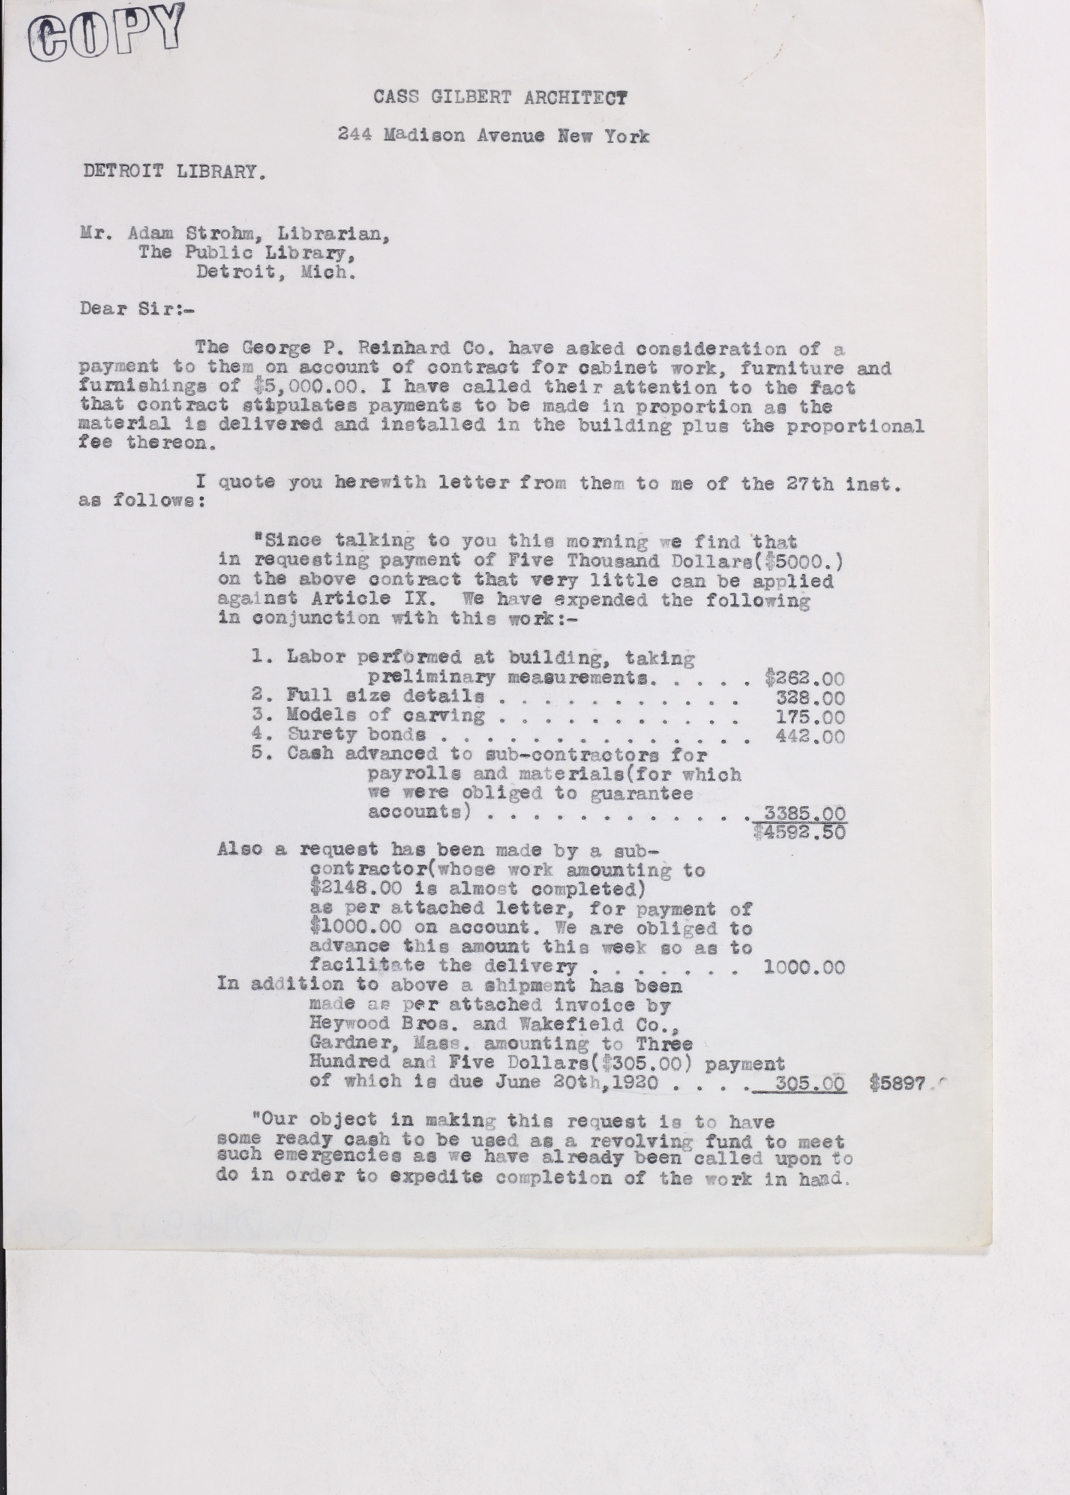 COPY
CASS GILBERT ARCHITECT
244 Madison Avenue New York
DETROIT LIBRARY.
Mr. Adam Strohm, Librarian,
The Public Library,
Detroit, Mich.
Dear Sir:-
The George P. Reinhard Co. have asked consideration of a
payment to them on account of contract for cabinet work, furniture and
furnishings of $5,000.00. I have called their attention to the fact
that contract stipulates payments to be made in proportion as the
material is delivered and installed in the building plus the proportional
fee thereon.
I quote you herewith letter from them to me of the 27th inst.
as follows:
"Since talking to you this morning we find that
in requesting payment of Five Thousand Dollars($5000.)
on the above contract that very little can be applied
against Article IX. We have expended the following
in conjunction with this work:-
1. Labor performed at building, taking
preliminary measurements. . . . . $262.00
2. Full size details . . . . . . . . . . . . 328.00
3. Models of carving . . . . . . . . . . . . 175.00
4. Surety bonds . . . . . . . . . . . . . . 442.00
5. Cash advanced to sub-contractors for
payrolls and materials(for which
we were obliged to guarantee
accounts) . . . . . . . . . . . . 3385.00
$4592.50
Also a request has been made by a sub-
contractor(whose work amounting to
$2148.00 is almost completed)
as per attached letter, for payment of
$1000.00 on account. We are obliged to
advance this amount this week so as to
facilitate the delivery . . . . . . . 1000.00
In addition to above a shipment has been
made as per attached invoice by
Heywood Bros. and Wakefield Co.,
Gardner, Mass. amounting to Three
Hundred and Five Dollars($305.00) payment
of which is due June 20th,1920 . . . . 305.00 $5897.
"Our object in making this request is to have
some ready cash to be used as a revolving fund to meet
such emergencies as we have already been called upon to
do in order to expedite completion of the work in hand.